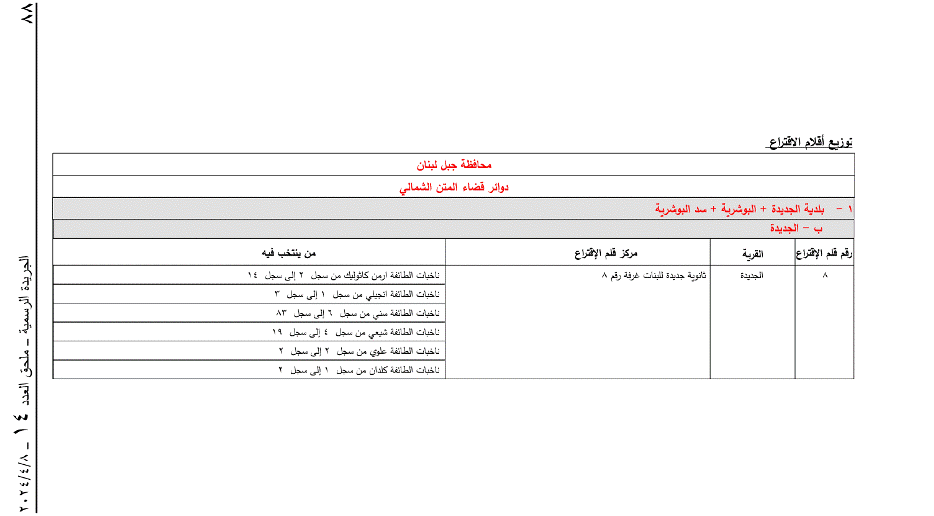 ٨٨
الجريدة الرسمية – ملحق العدد ١٤ – ٢٠٢٤/٤/٨
توزيع أقلام الاقتراع
محافظة جبل لبنان
دوائر قضاء المتن الشمالي
١ - بلدية الجديدة + البوشرية + سد البوشرية
ب - الجديدة
رقم قلم الإقتراع القرية مركز قلم الإقتراع من ينتخب فيه
٨ الجديدة ثانوية جديدة للبنات غرفة رقم ٨ ناخبات الطائفة ارمن كاثوليك من سجل ٢ إلى سجل ١٤
ناخبات الطائفة انجيلي من سجل ١ إلى سجل ٣
ناخبات الطائفة سني من سجل ٦ إلى سجل ٨٣
ناخبات الطائفة شيعي من سجل ٤ إلى سجل ١٩
ناخبات الطائفة علوي من سجل ٢ إلى سجل ٢
ناخبات الطائفة كلدان من سجل ١ إلى سجل ٢